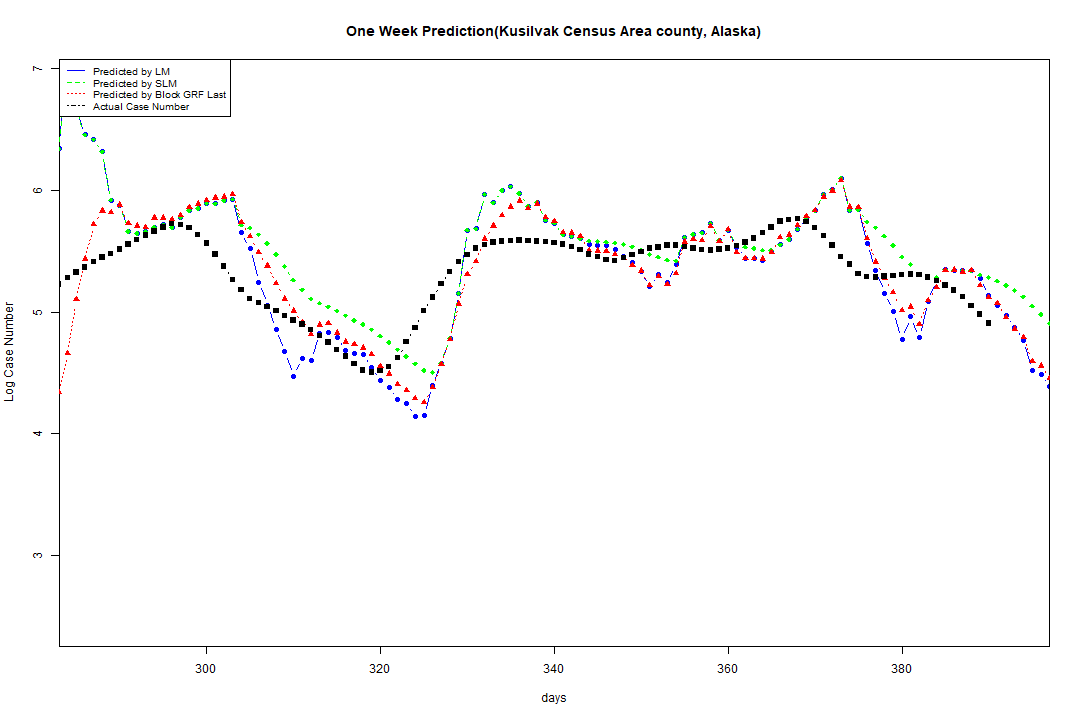 One Week Prediction(Kusilvak Census Area county, Alaska)
Predicted by LM
Predicted by SLM
Predicted by Block GRF Last
Actual Case Number
7
6
5
4
3
Log Case Number
300 320 340 360 380
days